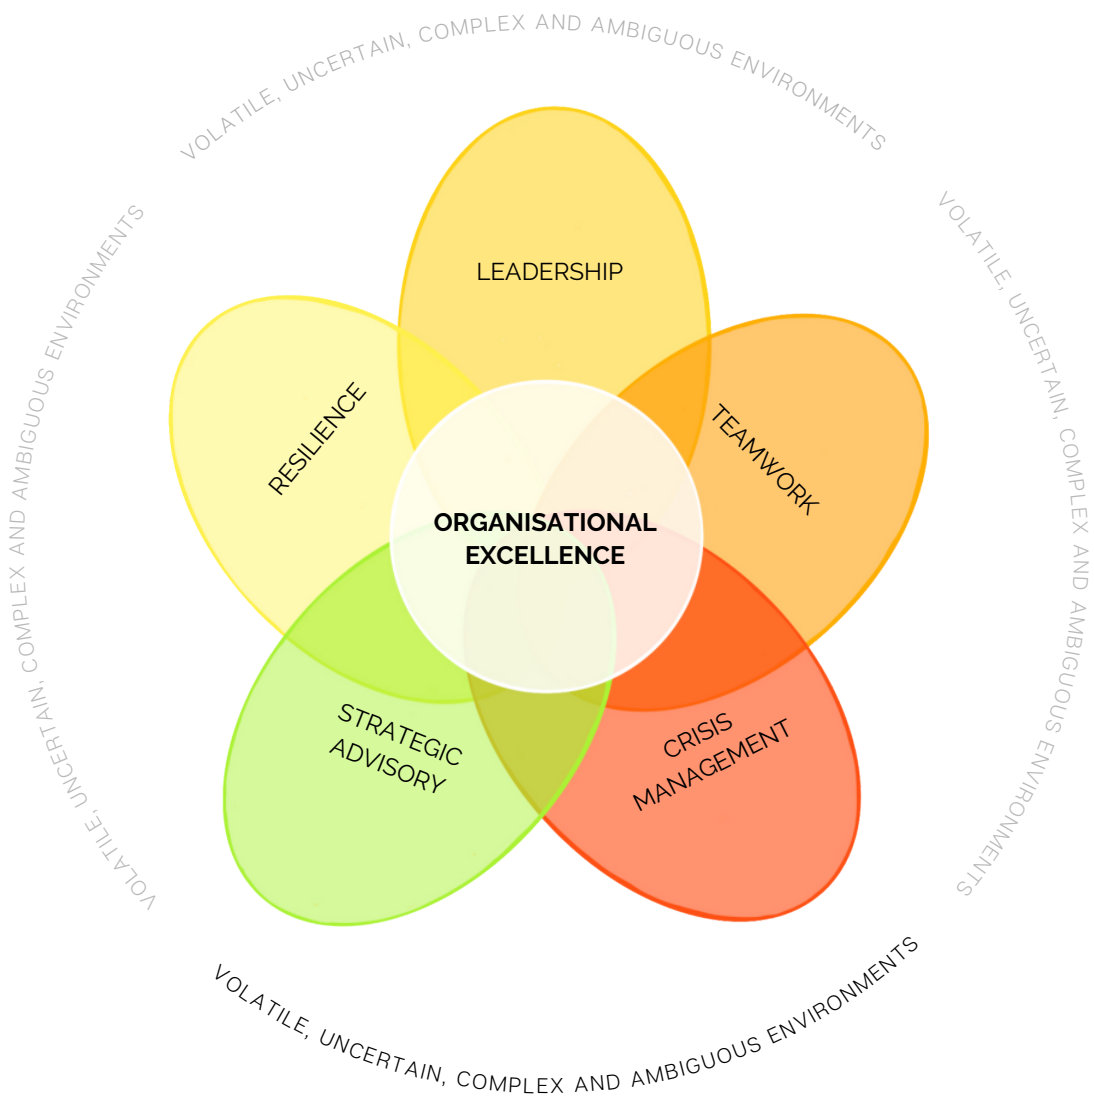 VOLATILE, UNCERTAIN, COMPLEX AND AMBIGUOUS ENVIRONMENTS
VOLATILE, UNCERTAIN, COMPLEX AND AMBIGUOUS ENVIRONMENTS
VOLATILE, UNCERTAIN, COMPLEX AND AMBIGUOUS ENVIRONMENTS
LEADERSHIP
RESILIENCE
TEAMWORK
ORGANISATIONAL
EXCELLENCE
STRATEGIC
ADVISORY
CRISIS
MANAGEMENT
VOLATILE, UNCERTAIN, COMPLEX AND AMBIGUOUS ENVIRONMENTS